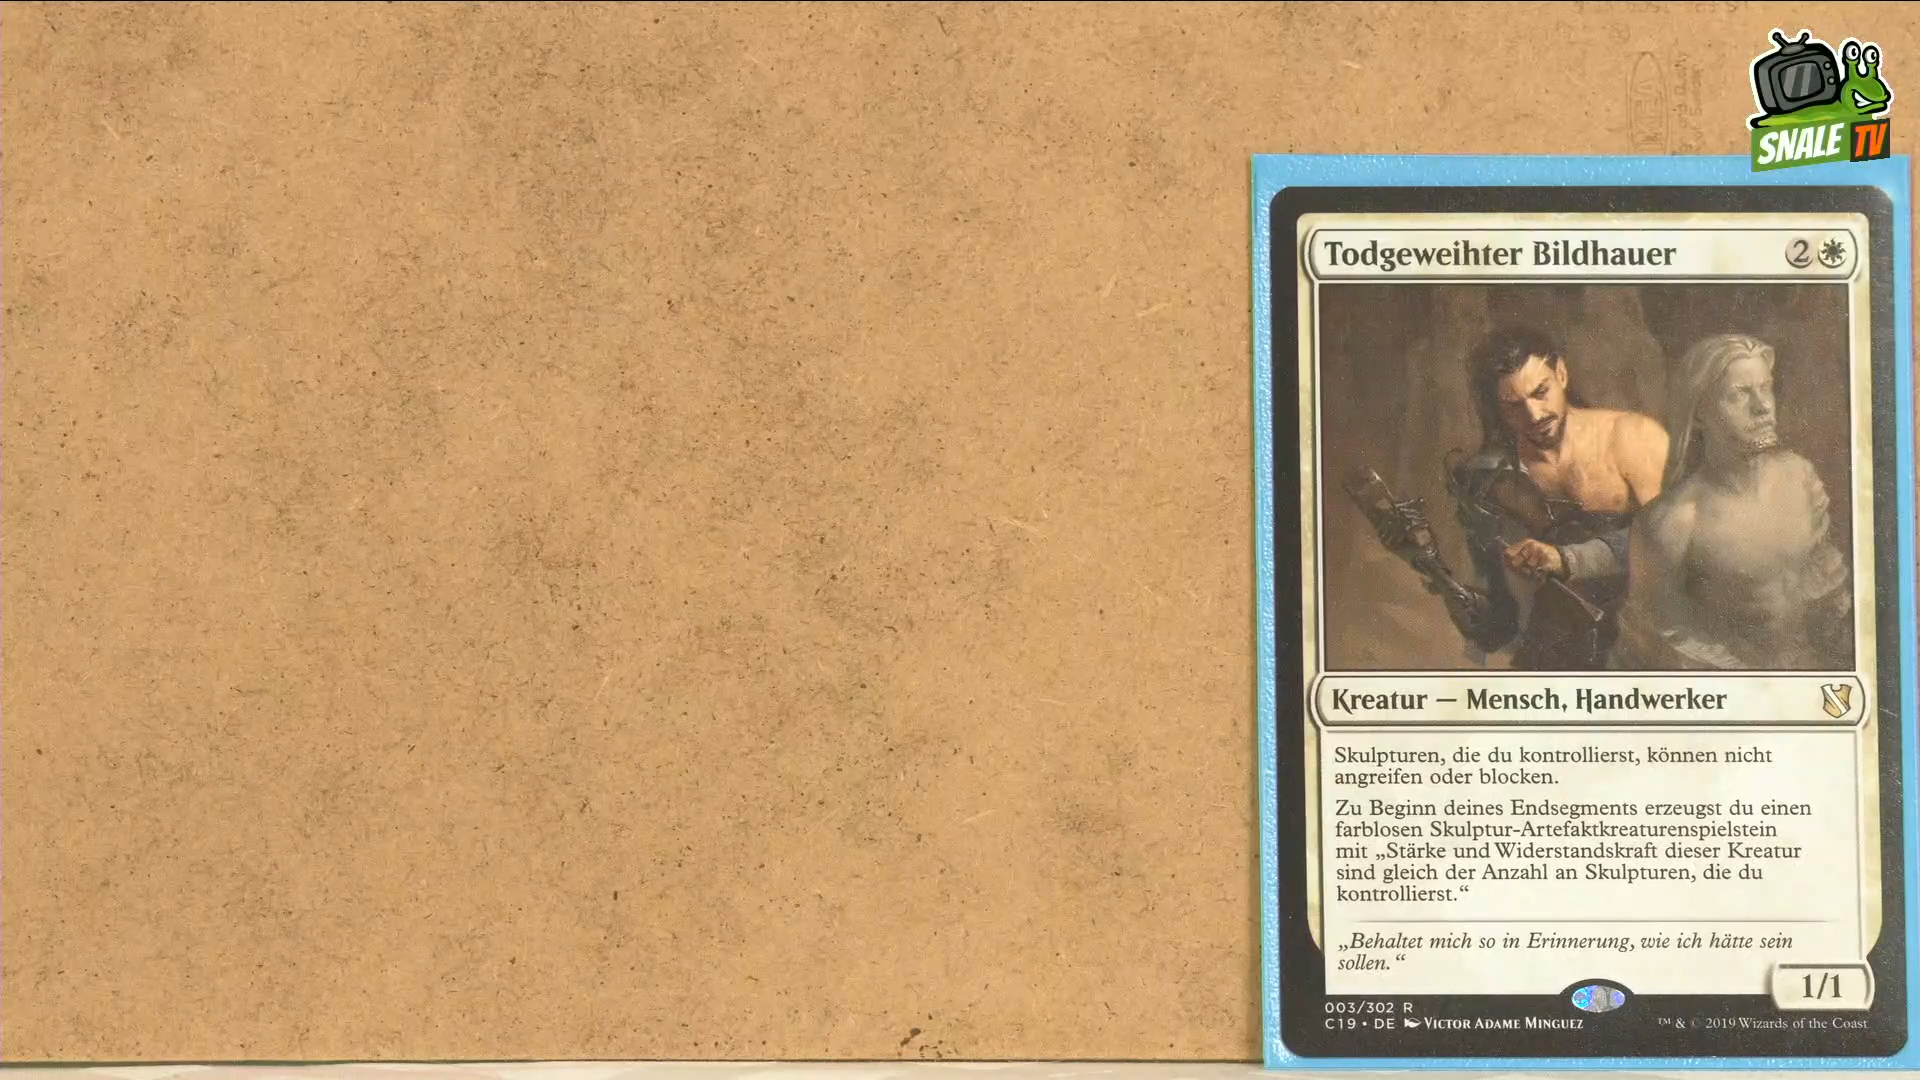 SNALE TV
Todgeweihter Bildhauer 2
Kreatur — Mensch, Handwerker
Skulpturen, die du kontrollierst, können nicht
angreifen oder blocken.
Zu Beginn deines Endsegments erzeugst du einen
farblosen Skulptur-Artefaktkreaturenspielstein
mit „Stärke und Widerstandskraft dieser Kreatur
sind gleich der Anzahl an Skulpturen, die du
kontrollierst.“
„Behaltet mich so in Erinnerung, wie ich hätte sein
sollen.“
1/1
003/302 R
C19 • DE VICTOR ADAME MINGUEZ
™ & © 2019 Wizards of the Coast